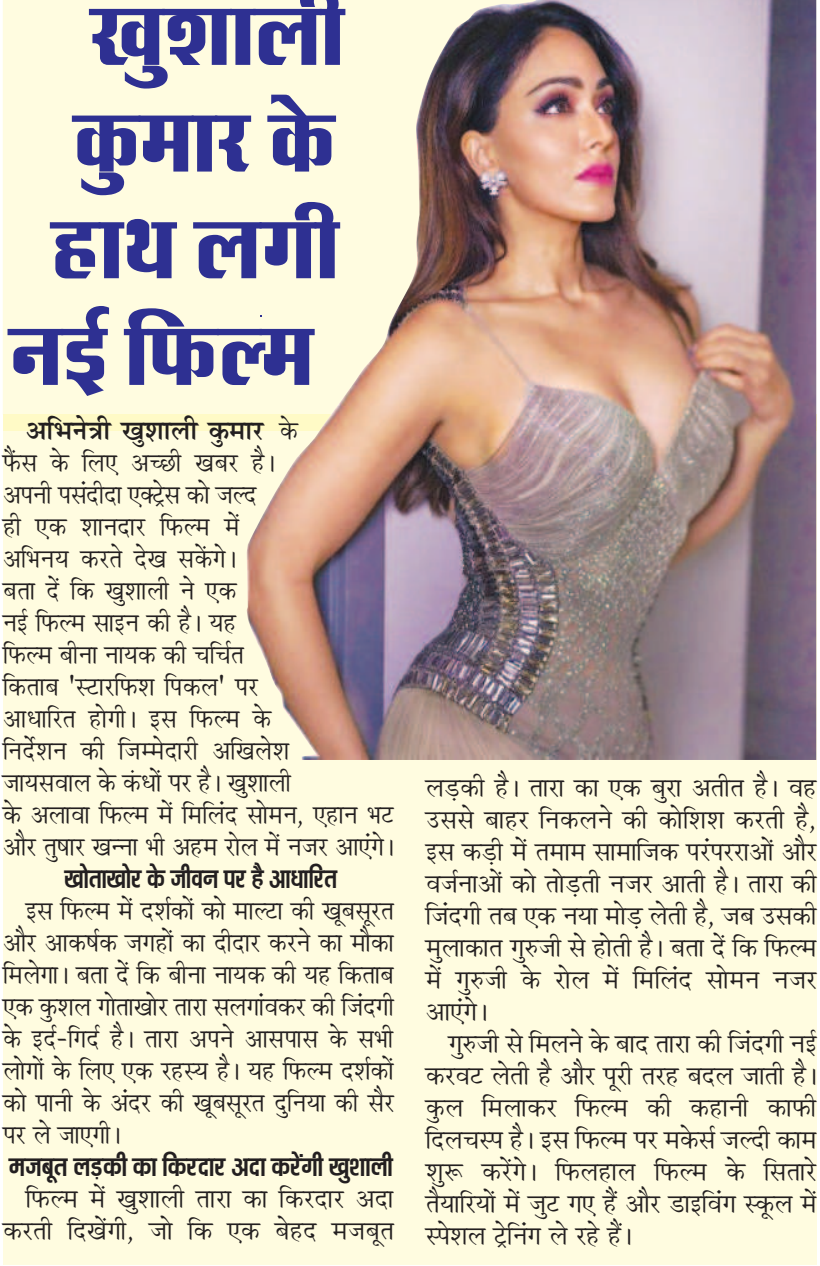 खुशाली
कुमार के
हाथ लगी
नई फिल्म
अभिनेत्री खुशाली कुमार के
फैंस के लिए अच्छी खबर है।
अपनी पसंदीदा एक्ट्रेस को जल्द
ही एक शानदार फिल्म में
अभिनय करते देख सकेंगे।
बता दें कि खुशाली ने एक
नई फिल्म साइन की है। यह
फिल्म बीना नायक की चर्चित
किताब 'स्टारफिश पिकल' पर
आधारित होगी। इस फिल्म के
निर्देशन की जिम्मेदारी अखिलेश
जायसवाल के कंधों पर है। खुशाली
के अलावा फिल्म में मिलिंद सोमन, एहान भट
और तुषार खन्ना भी अहम रोल में नजर आएंगे।
खोताखोर के जीवन पर है आधारित
इस फिल्म में दर्शकों को माल्टा की खूबसूरत
और आकर्षक जगहों का दीदार करने का मौका
मिलेगा। बता दें कि बीना नायक की यह किताब
एक कुशल गोताखोर तारा सलगांवकर की जिंदगी
के इर्द-गिर्द है। तारा अपने आसपास के सभी
लोगों के लिए एक रहस्य है। यह फिल्म दर्शकों
को पानी के अंदर की खूबसूरत दुनिया की सैर
पर ले जाएगी।
मजबूत लड़की का किरदार अदा करेंगी खुशाली
फिल्म में खुशाली तारा का किरदार अदा
करती दिखेंगी, जो कि एक बेहद मजबूत
लड़की है। तारा का एक बुरा अतीत है। वह
उससे बाहर निकलने की कोशिश करती है,
इस कड़ी में तमाम सामाजिक परंपरराओं और
वर्जनाओं को तोड़ती नजर आती है। तारा की
जिंदगी तब एक नया मोड़ लेती है, जब उसकी
मुलाकात गुरुजी से होती है। बता दें कि फिल्म
में गुरुजी के रोल में मिलिंद सोमन नजर
आएंगे।
गुरुजी से मिलने के बाद तारा की जिंदगी नई
करवट लेती है और पूरी तरह बदल जाती है।
कुल मिलाकर फिल्म की कहानी काफी
दिलचस्प है। इस फिल्म पर मकेर्स जल्दी काम
शुरू करेंगे। फिलहाल फिल्म के सितारे
तैयारियों में जुट गए हैं और डाइविंग स्कूल में
स्पेशल ट्रेनिंग ले रहे हैं।